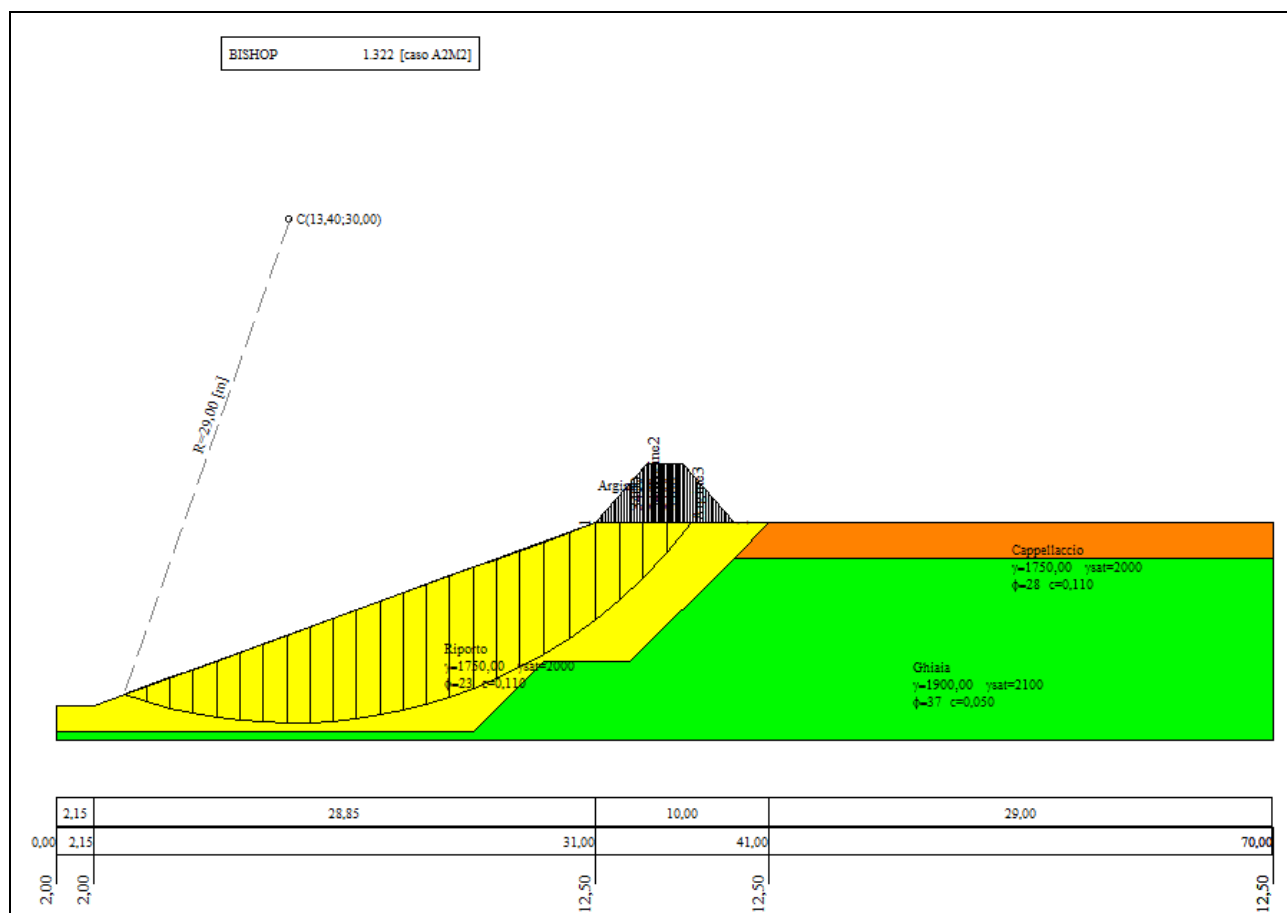 BISHOP 1.322 [caso A2M2]
C(13,40;30,00)
R=29,00 [m]
Cappellaccio
γ=1750,00 γsat=2000
ϕ=28 c=0,110
Riporto
γ=1750,00 γsat=2000
ϕ=23 c=0,110
Ghiaia
γ=1900,00 γsat=2100
ϕ=37 c=0,050
2,15 28,85 10,00 29,00
0,00 2,15 31,00 41,00 70,00
2,00 2,00 12,50 12,50 12,50